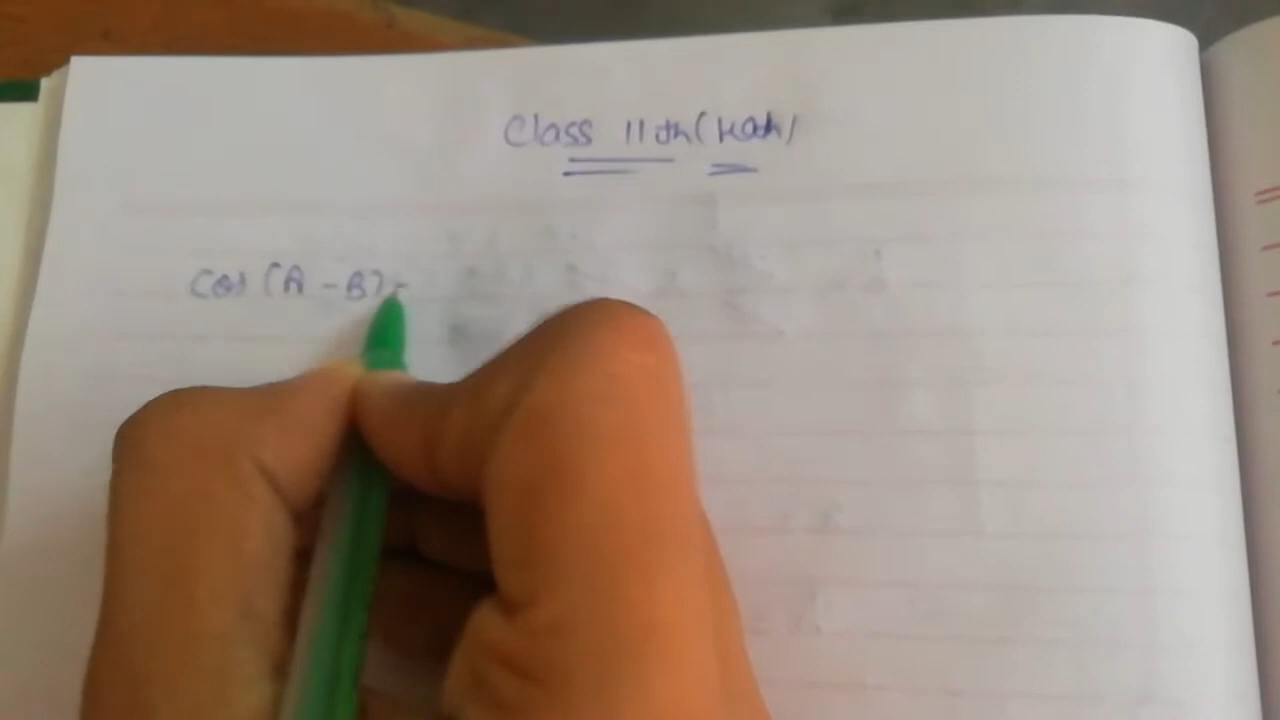 Class 11th (Math)
Cos (A - B) =